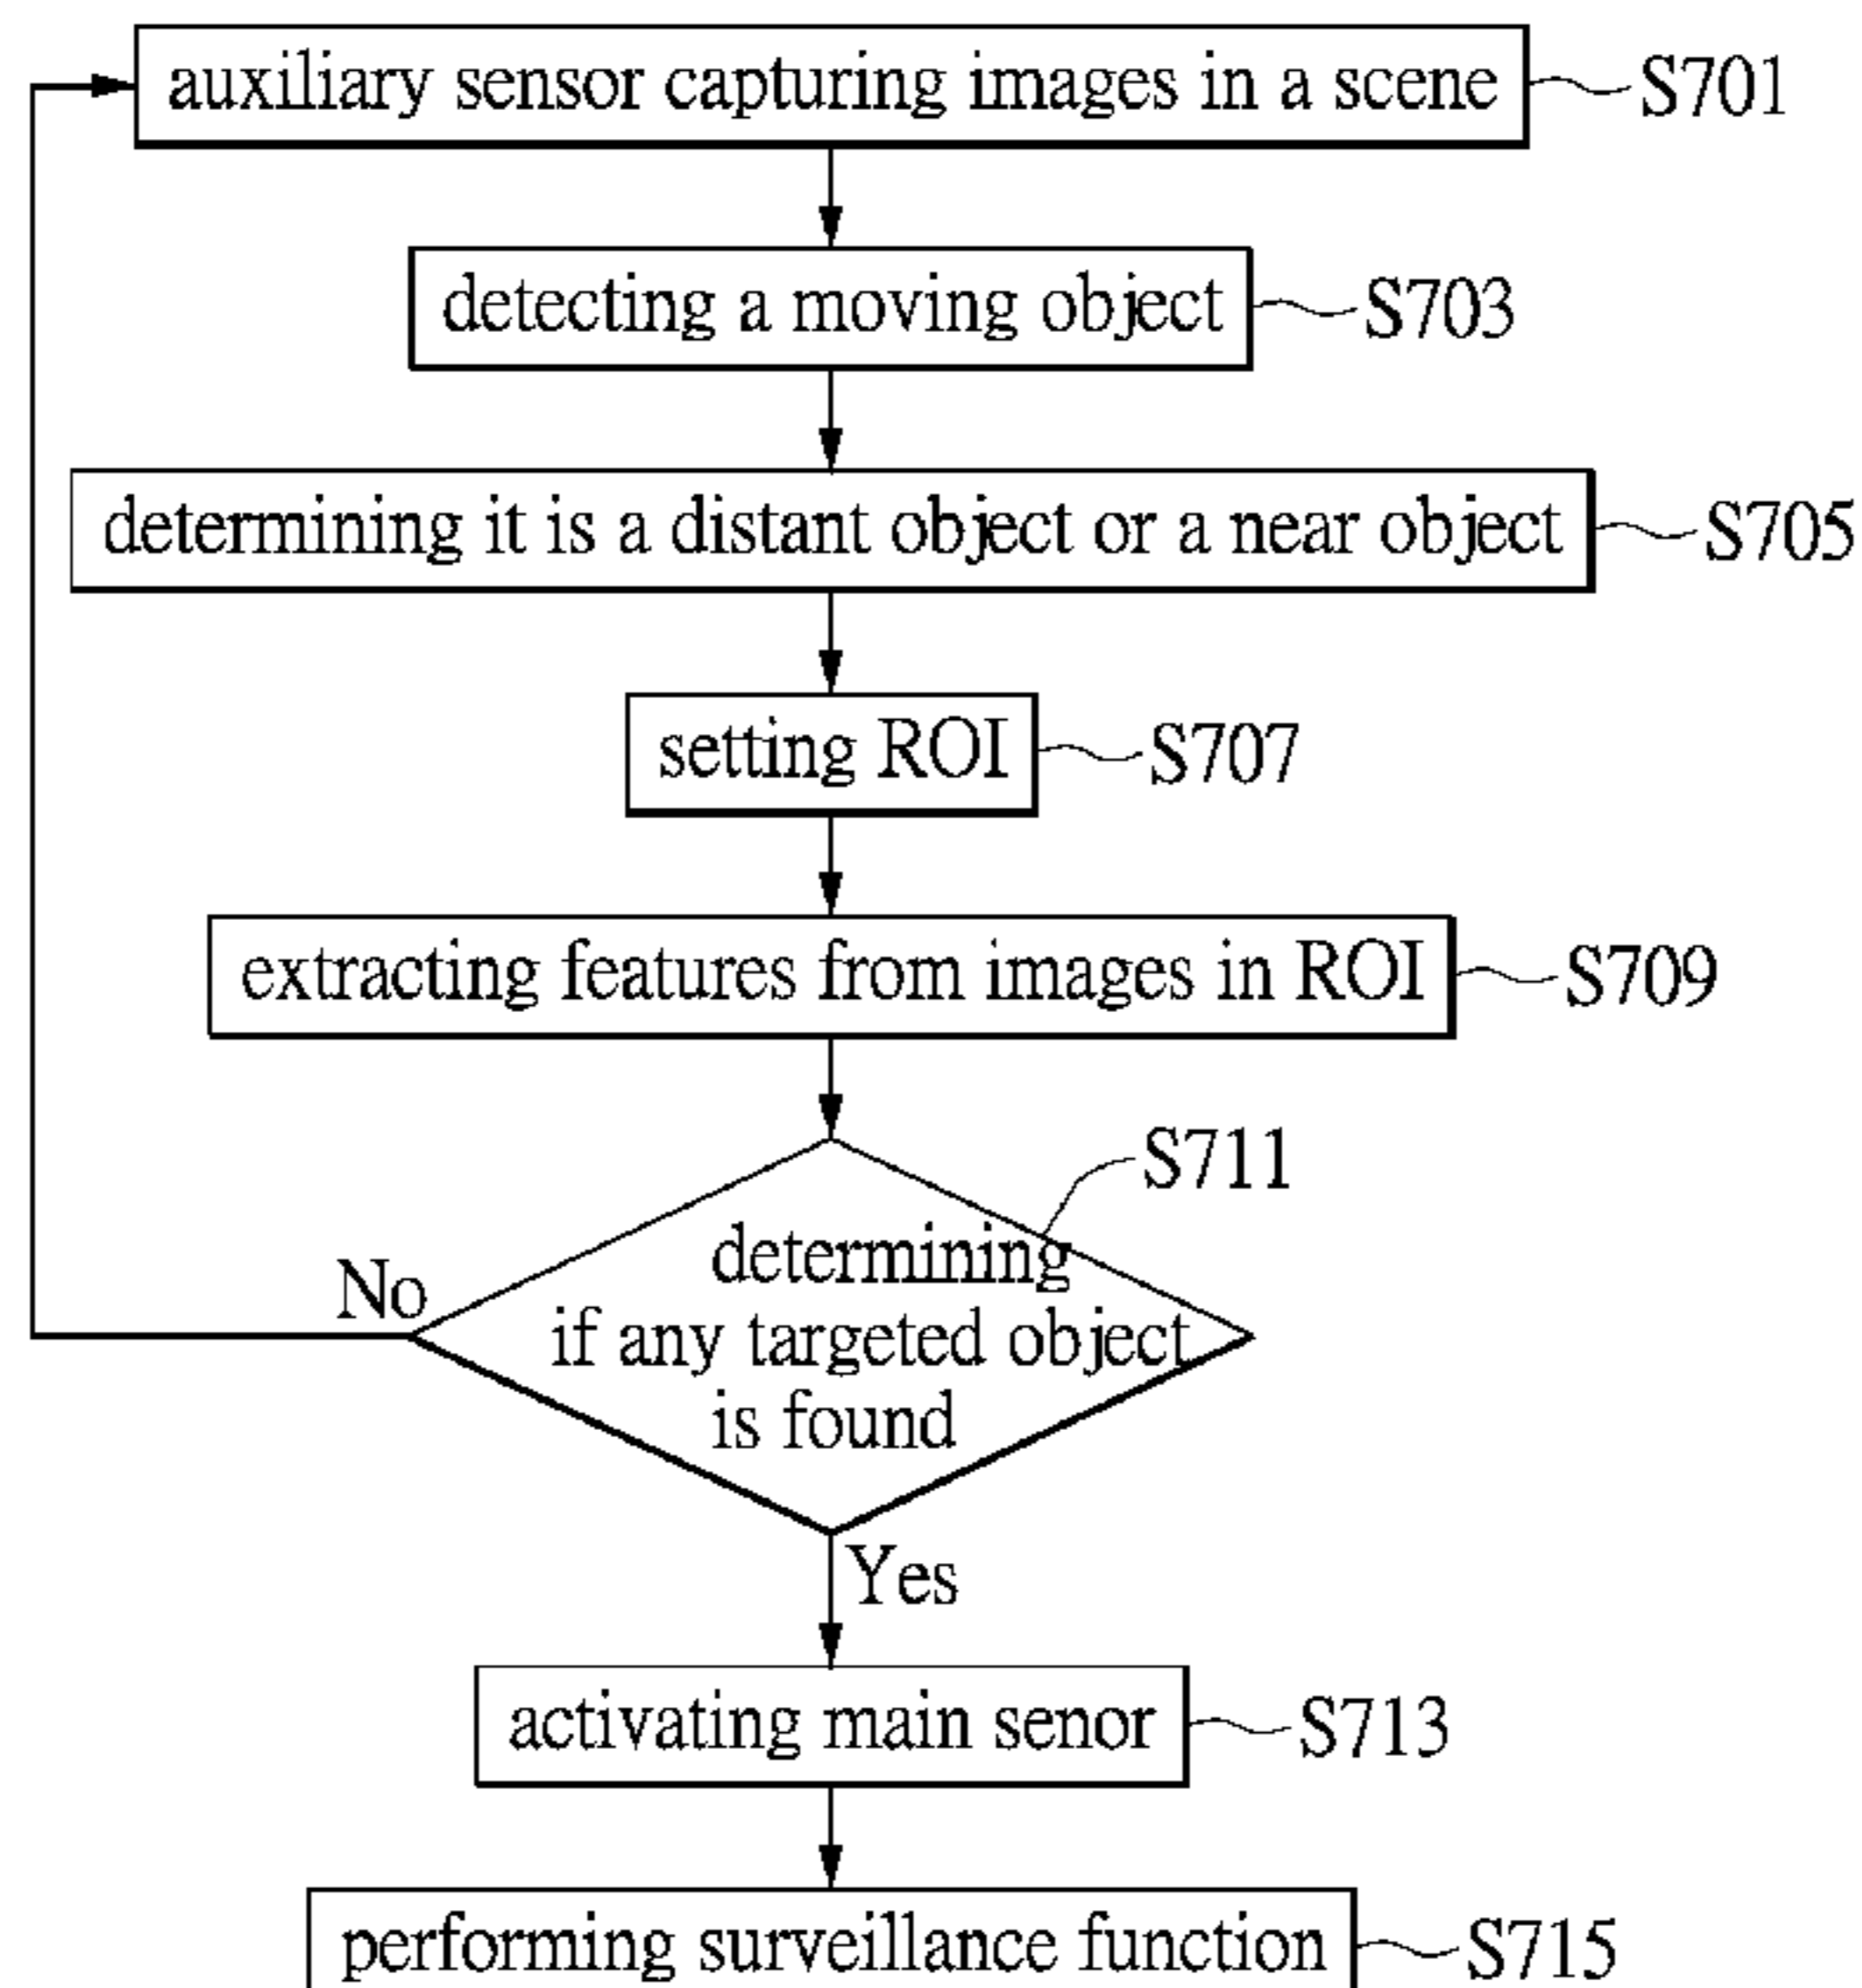 auxiliary sensor capturing images in a scene S701
detecting a moving object S703
determining it is a distant object or a near object S705
setting ROI S707
extracting features from images in ROI S709
S711
determining
if any targeted object
is found
No
Yes
activating main senor S713
performing surveillance function S715